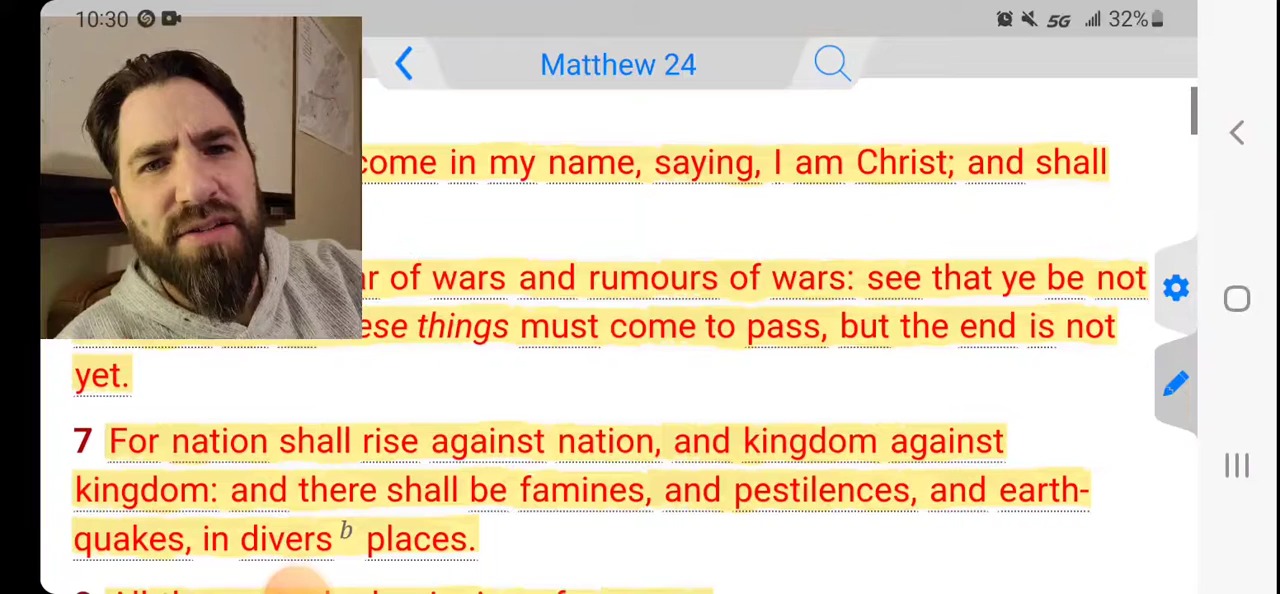 10:30 5G 32%
Matthew 24
come in my name, saying, I am Christ; and shall
of wars and rumours of wars: see that ye be not
things must come to pass, but the end is not
yet.
7 For nation shall rise against nation, and kingdom against
kingdom: and there shall be famines, and pestilences, and earth-
quakes, in divers b places.